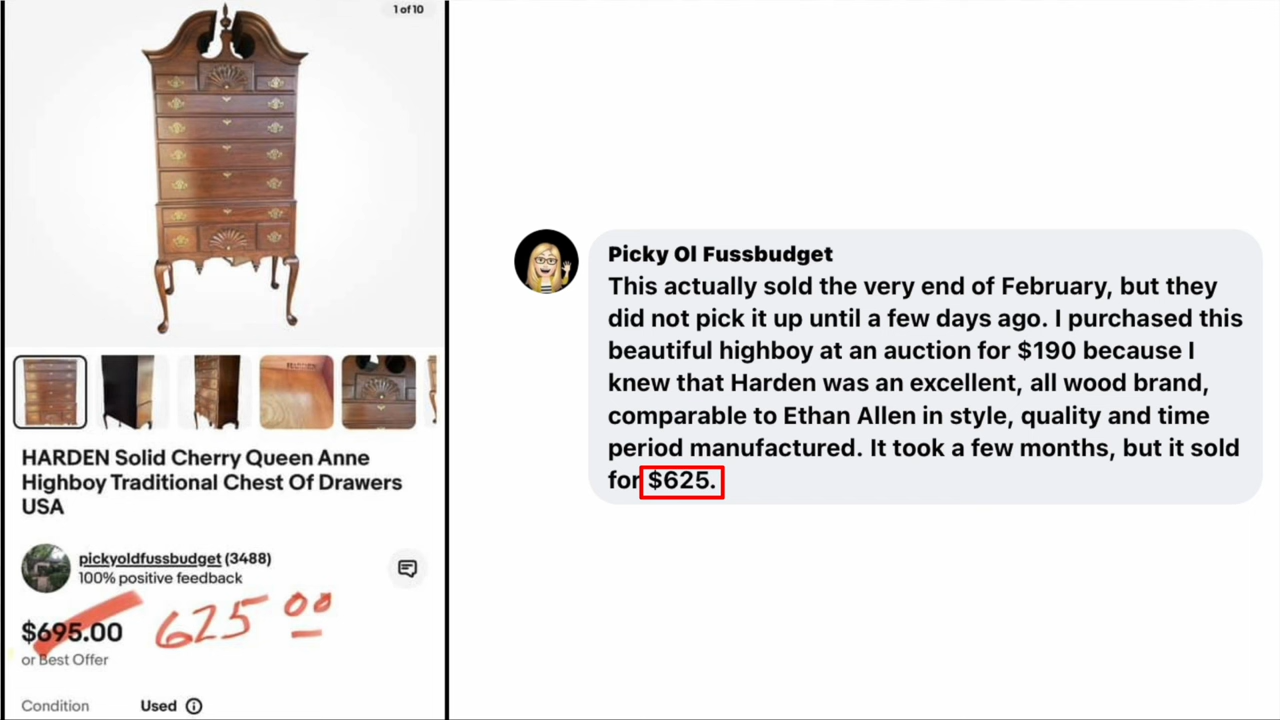 1 of 10
HARDEN Solid Cherry Queen Anne
Highboy Traditional Chest Of Drawers
USA
pickyoldfussbudget (3488)
100% positive feedback
$695.00 625 00
or Best Offer
Condition Used
Picky Ol Fussbudget
This actually sold the very end of February, but they
did not pick it up until a few days ago. I purchased this
beautiful highboy at an auction for $190 because I
knew that Harden was an excellent, all wood brand,
comparable to Ethan Allen in style, quality and time
period manufactured. It took a few months, but it sold
for $625.